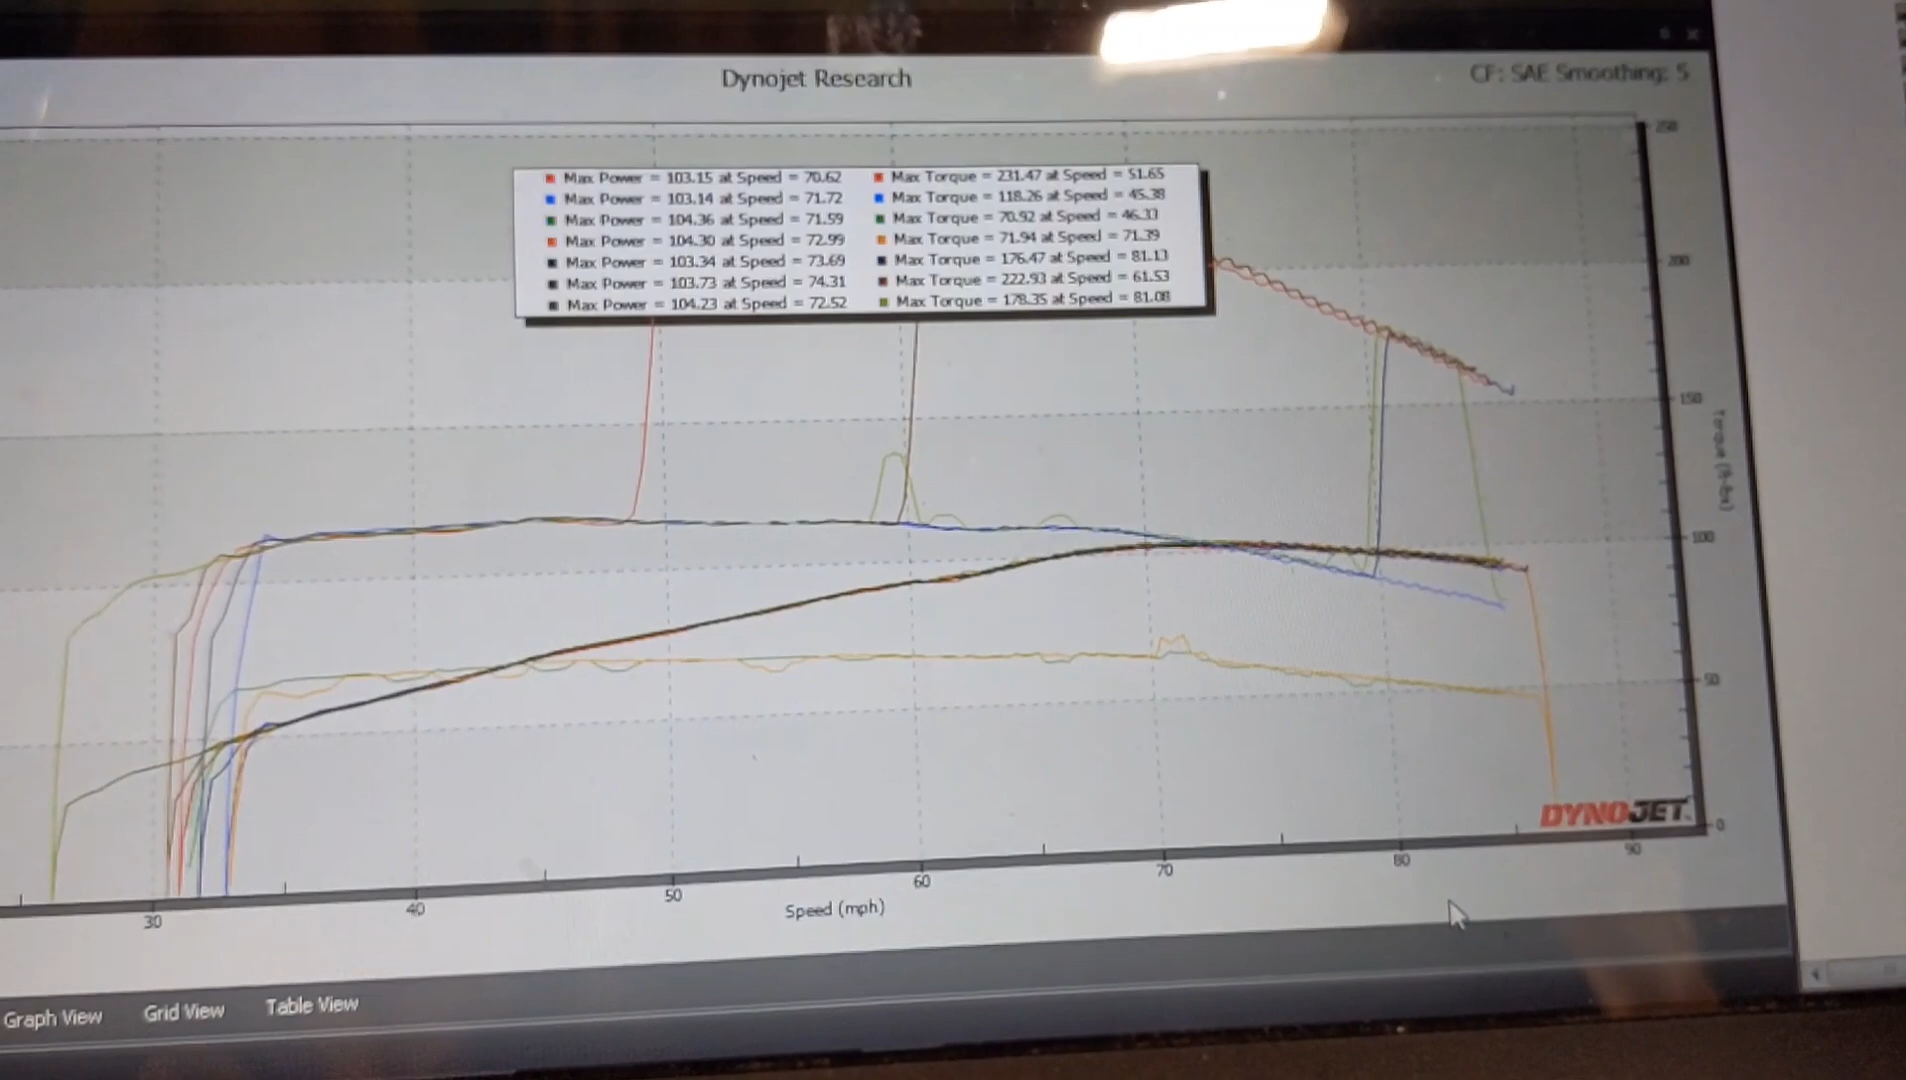 Dynojet Research
CF: SAE Smoothing: 5
Max Power = 103.15 at Speed = 70.62
Max Torque = 231.47 at Speed = 51.65
Max Power = 103.14 at Speed = 71.72
Max Torque = 118.26 at Speed = 45.38
Max Power = 104.36 at Speed = 71.59
Max Torque = 70.92 at Speed = 46.33
Max Power = 104.30 at Speed = 72.99
Max Torque = 71.94 at Speed = 71.39
Max Power = 103.34 at Speed = 73.69
Max Torque = 176.47 at Speed = 81.13
Max Power = 103.73 at Speed = 74.31
Max Torque = 222.93 at Speed = 61.53
Max Power = 104.23 at Speed = 72.52
Max Torque = 178.35 at Speed = 81.08
250
200
150
100
50
0
Torque (ft-lbs)
DYNOJET
30
40
50
60
70
80
90
Speed (mph)
Graph View
Grid View
Table View